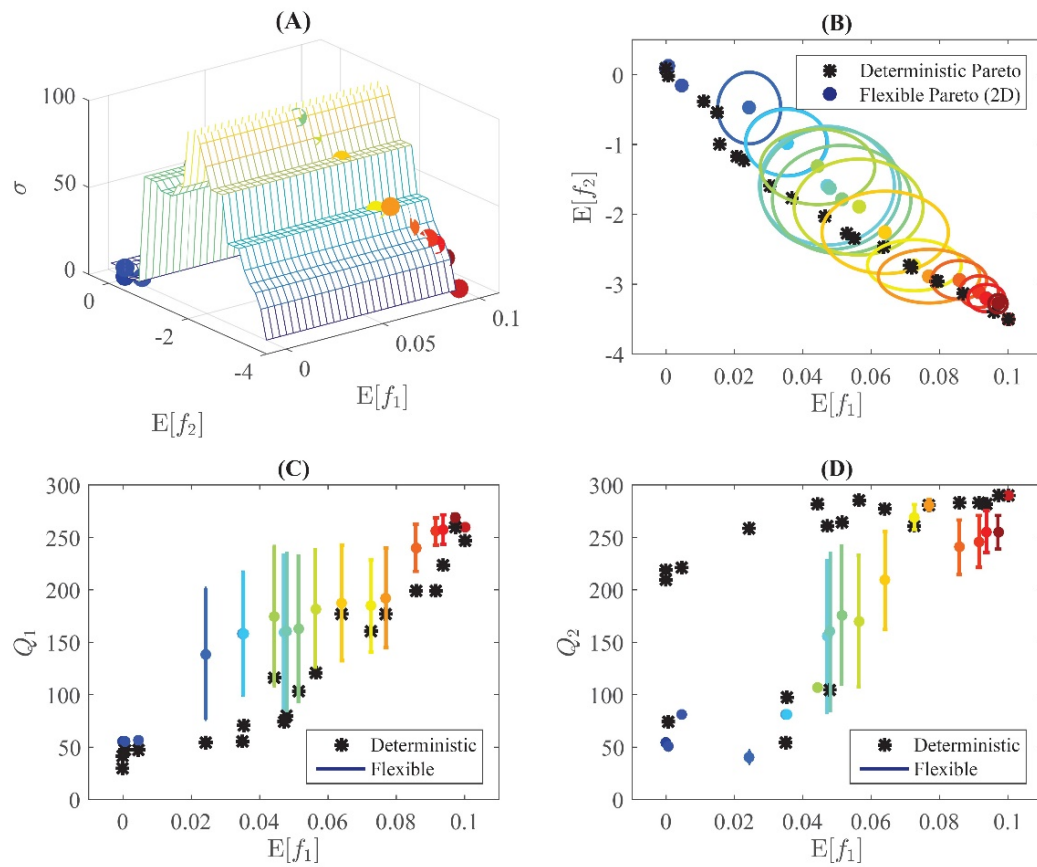 (A)
100
50
0
σ
0
-2
-4
E[f₂]
0
0.05
0.1
E[f₁]
(B)
Deterministic Pareto
Flexible Pareto (2D)
0
-1
-2
-3
-4
E[f₂]
0 0.02 0.04 0.06 0.08 0.1
E[f₁]
(C)
300
250
200
150
100
50
0
Q₁
Deterministic
Flexible
0 0.02 0.04 0.06 0.08 0.1
E[f₁]
(D)
300
250
200
150
100
50
0
Q₂
Deterministic
Flexible
0 0.02 0.04 0.06 0.08 0.1
E[f₁]